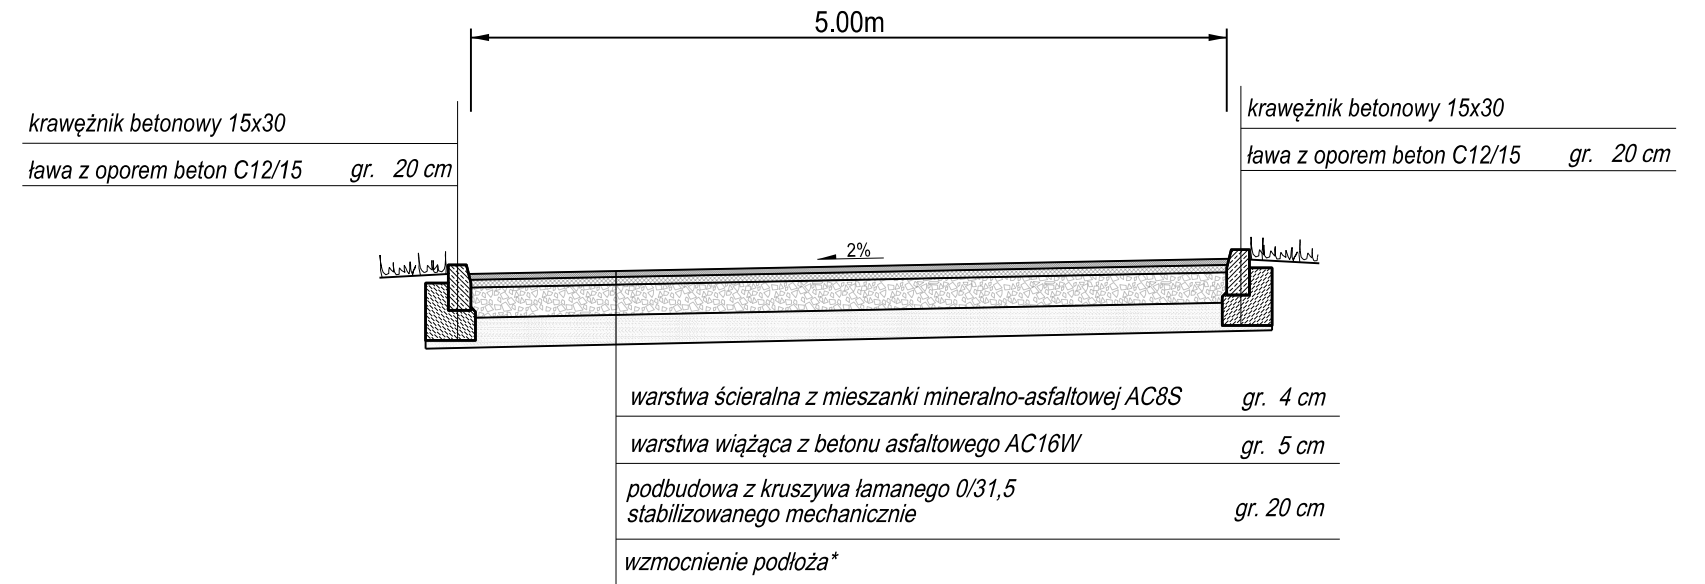 5.00m
krawężnik betonowy 15x30
ława z oporem beton C12/15 gr. 20 cm
krawężnik betonowy 15x30
ława z oporem beton C12/15 gr. 20 cm
2%
warstwa ścieralna z mieszanki mineralno-asfaltowej AC8S gr. 4 cm
warstwa wiążąca z betonu asfaltowego AC16W gr. 5 cm
podbudowa z kruszywa łamanego 0/31,5
stabilizowanego mechanicznie gr. 20 cm
wzmocnienie podłoża*